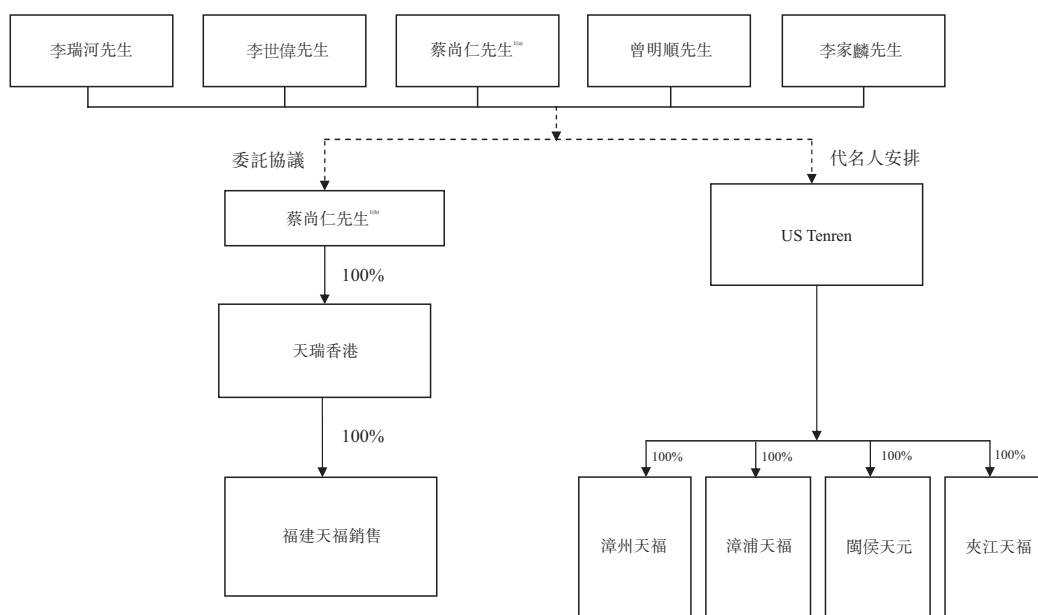 李瑞河先生
李世偉先生
蔡尚仁先生
曾明順先生
李家麟先生
委託協議
代名人安排
蔡尚仁先生
US Tenren
100%
天瑞香港
100%
100%
100%
100%
100%
福建天福銷售
漳州天福
漳浦天福
閩侯天元
夾江天福